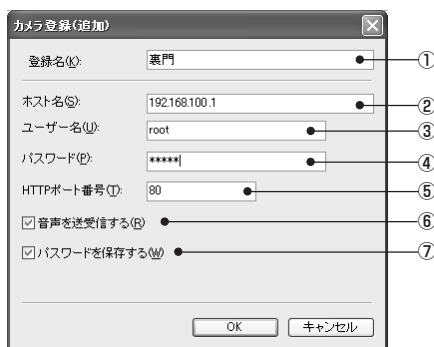 カメラ登録(追加)
登録名(K): 裏門 ①
ホスト名(S): 192.168.100.1 ②
ユーザー名(U): root ③
パスワード(P): ***** ④
HTTPポート番号(T): 80 ⑤
音声を送受信する(R) ⑥
パスワードを保存する(W) ⑦
OK キャンセル